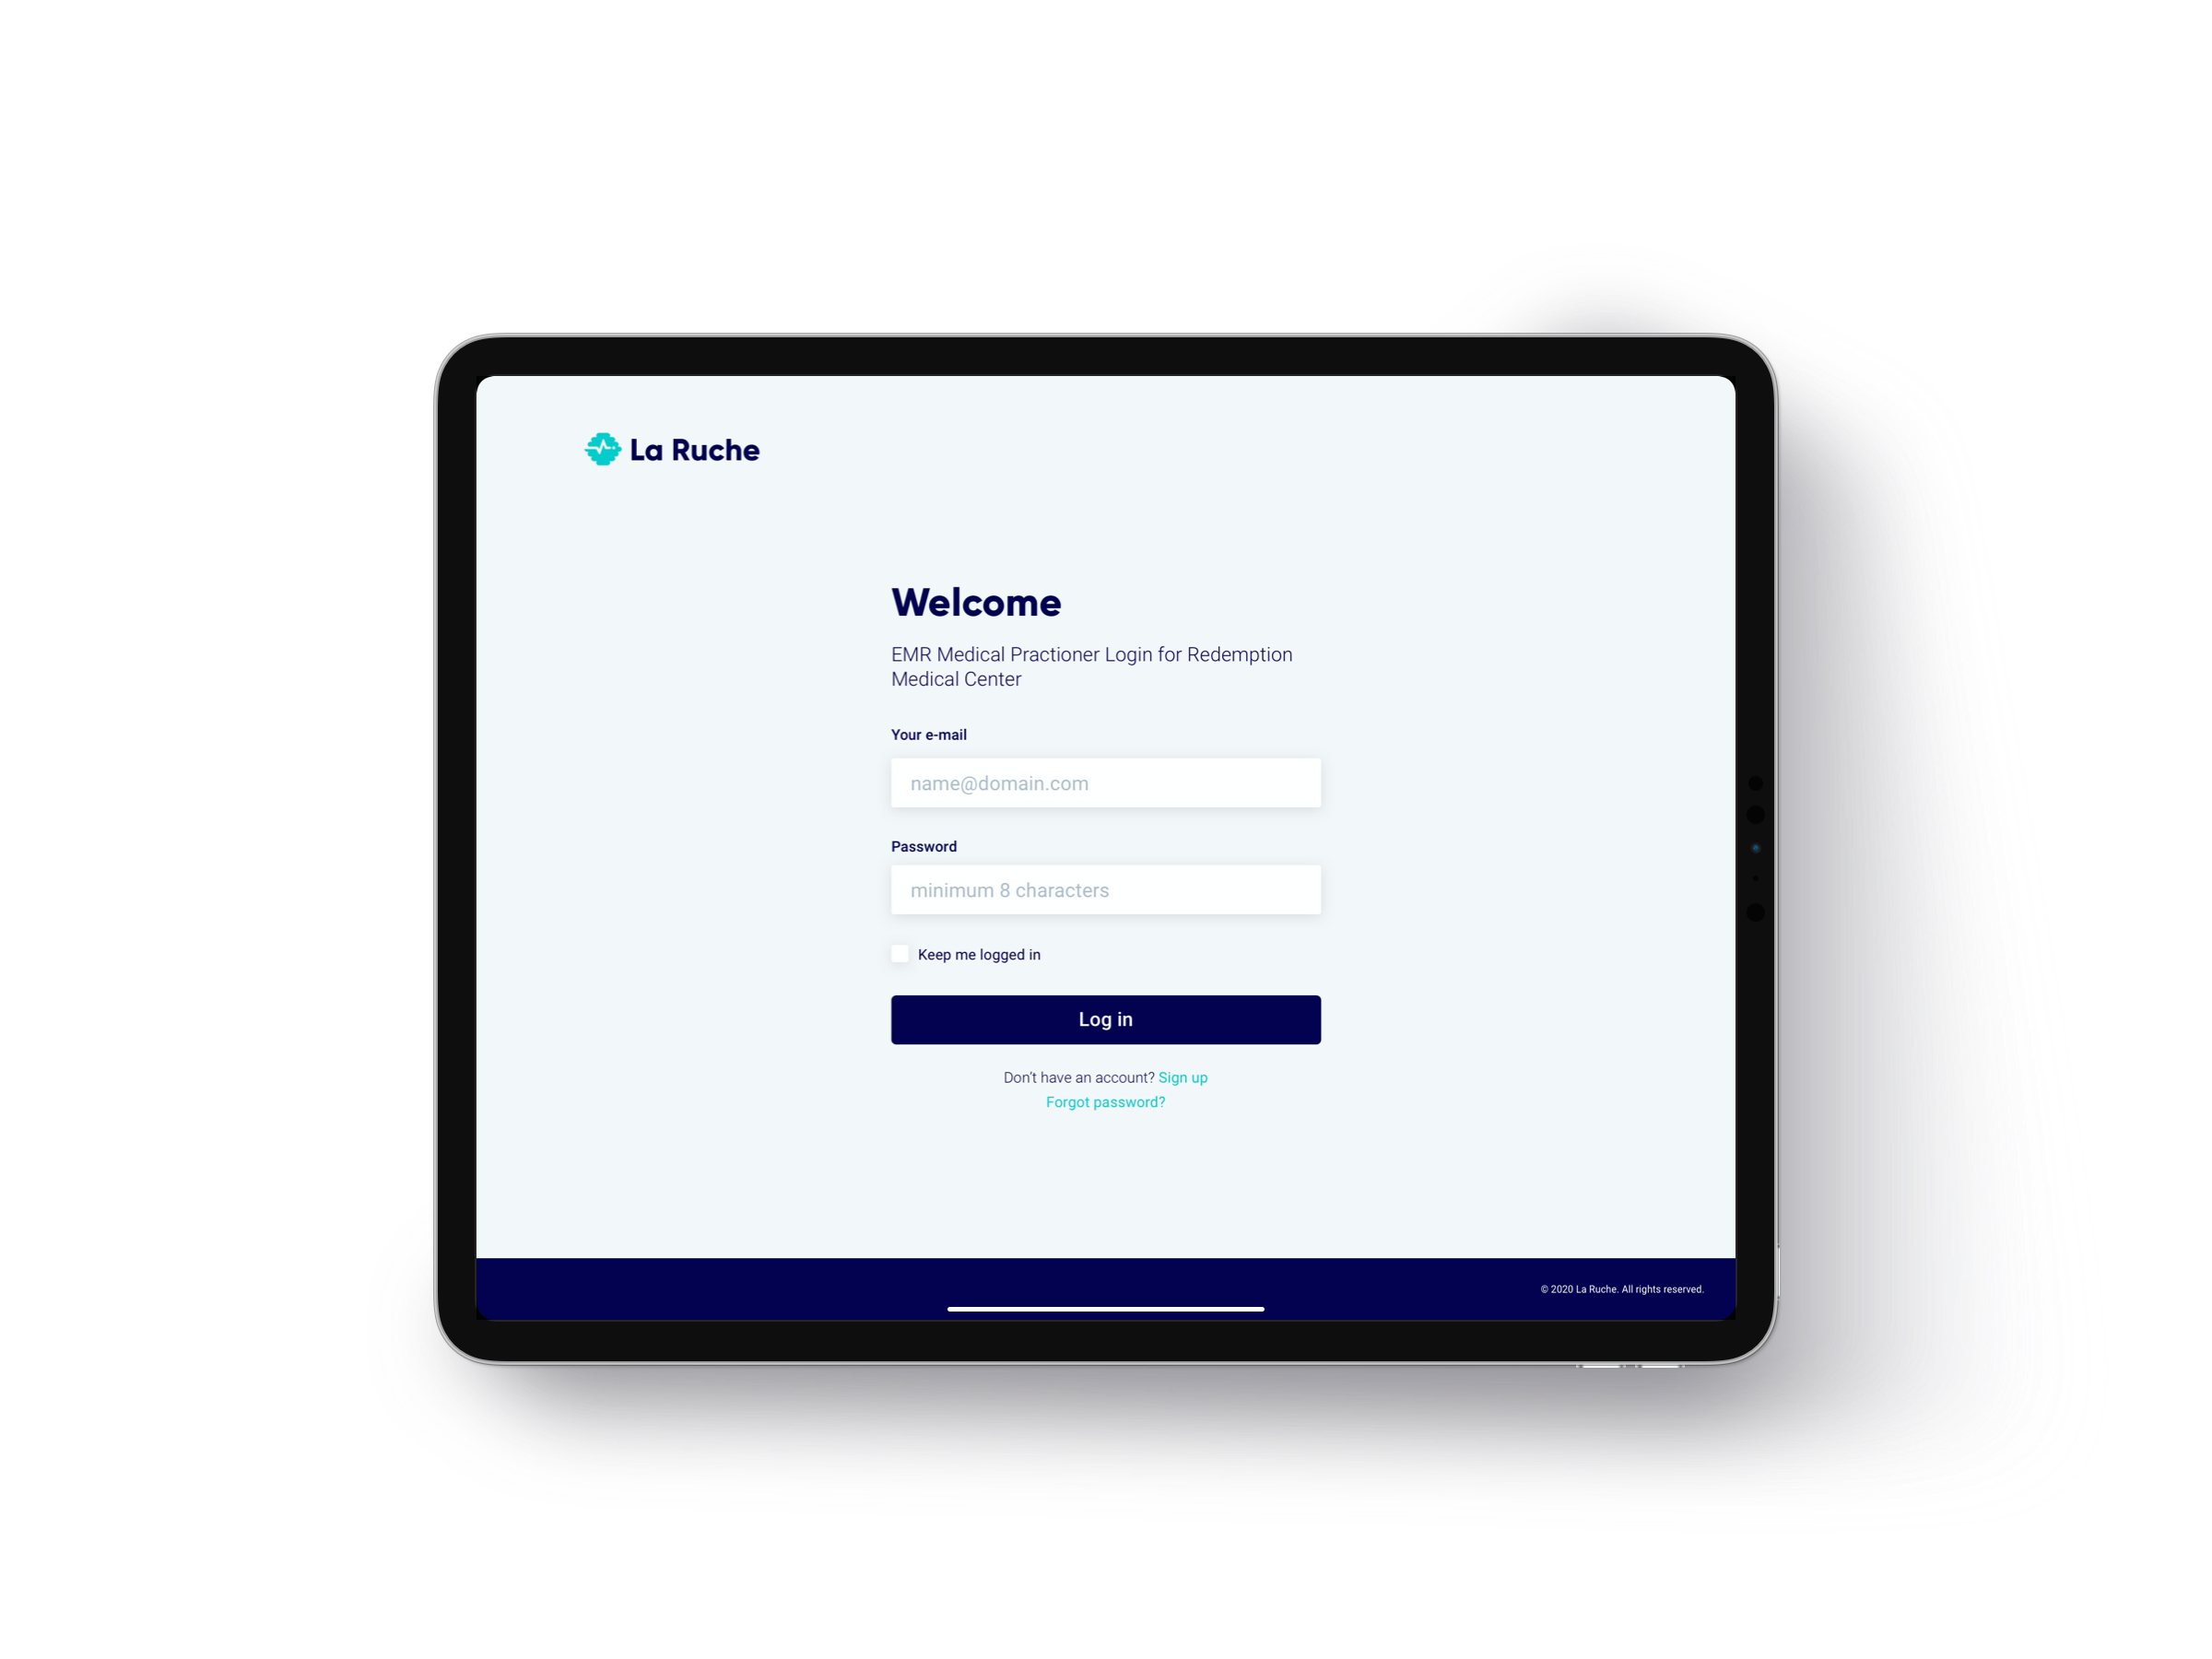 La Ruche
Welcome
EMR Medical Practioner Login for Redemption
Medical Center
Your e-mail
name@domain.com
Password
minimum 8 characters
Keep me logged in
Log in
Don't have an account? Sign up
Forgot password?
© 2020 La Ruche. All rights reserved.